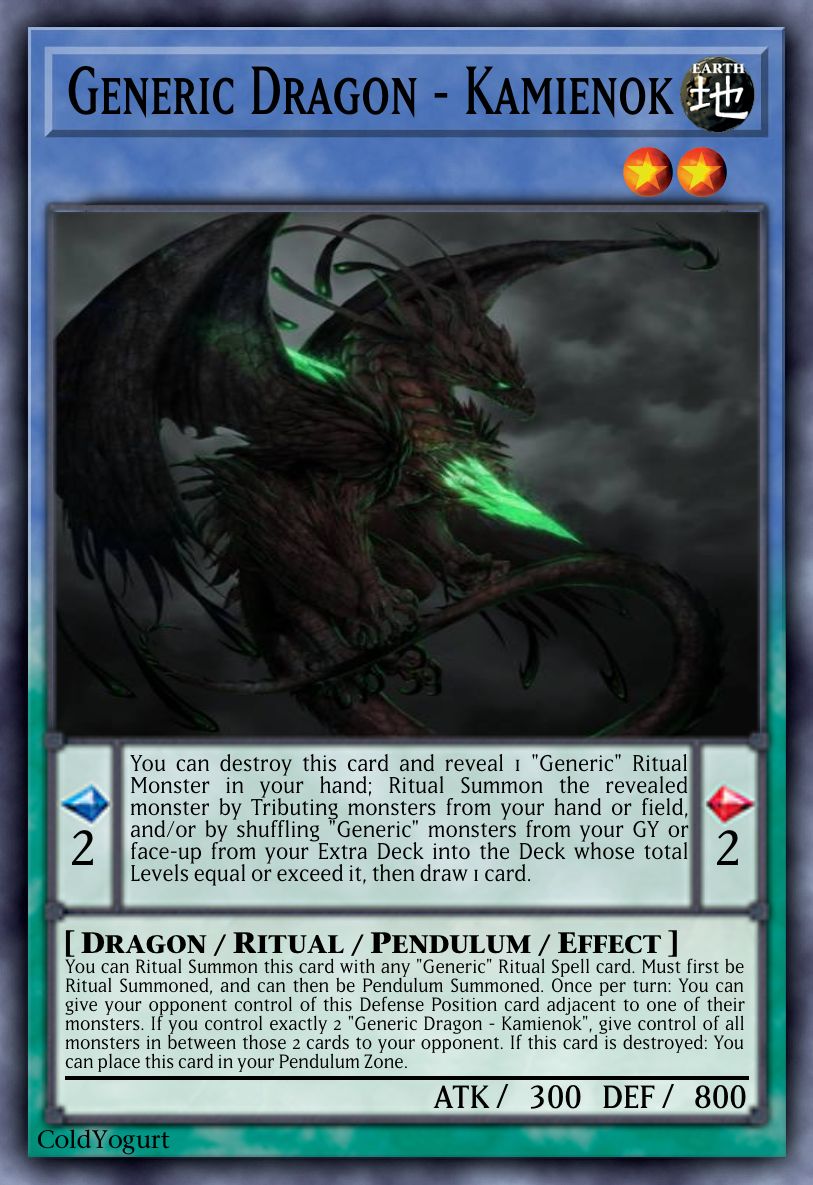 Generic Dragon - Kamienok
EARTH
地
You can destroy this card and reveal 1 "Generic" Ritual
Monster in your hand; Ritual Summon the revealed
monster by Tributing monsters from your hand or field,
and/or by shuffling "Generic" monsters from your GY or
face-up from your Extra Deck into the Deck whose total
Levels equal or exceed it, then draw 1 card.
2
2
[ Dragon / Ritual / Pendulum / Effect ]
You can Ritual Summon this card with any "Generic" Ritual Spell card. Must first be
Ritual Summoned, and can then be Pendulum Summoned. Once per turn: You can
give your opponent control of this Defense Position card adjacent to one of their
monsters. If you control exactly 2 "Generic Dragon - Kamienok", give control of all
monsters in between those 2 cards to your opponent. If this card is destroyed: You
can place this card in your Pendulum Zone.
ATK / 300 DEF / 800
ColdYogurt